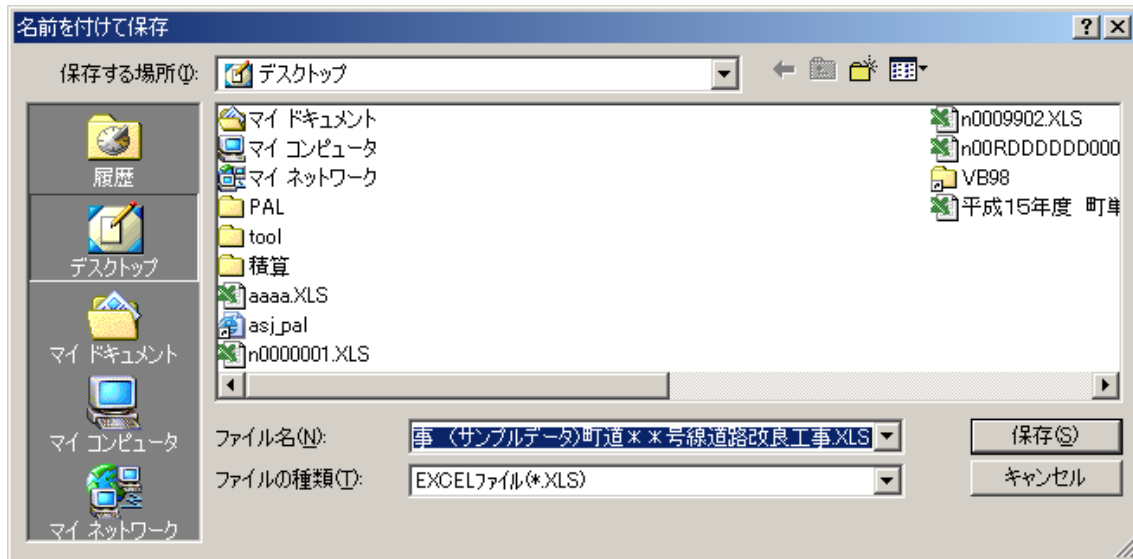 名前を付けて保存
保存する場所(I):
デスクトップ
履歴
デスクトップ
マイ ドキュメント
マイ コンピュータ
マイ ネットワーク
マイ ドキュメント
マイ コンピュータ
マイ ネットワーク
PAL
tool
積算
aaaa.XLS
asj_pal
n0000001.XLS
n0009902.XLS
n00RDDDDDD000
VB98
平成15年度 町単
ファイル名(N):
事 (サンプルデータ)町道**号線道路改良工事.XLS
保存(S)
ファイルの種類(T):
EXCELファイル(*.XLS)
キャンセル